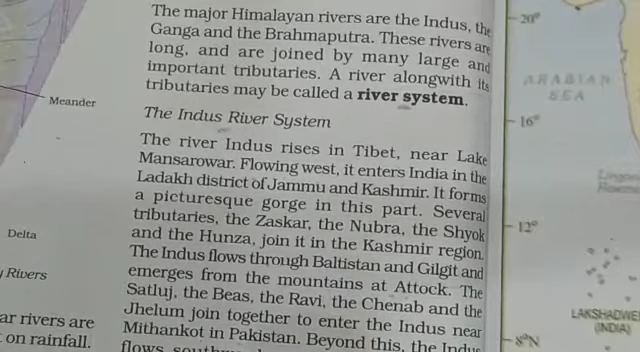 The major Himalayan rivers are the Indus, the
Ganga and the Brahmaputra. These rivers are
long, and are joined by many large and
important tributaries. A river alongwith its
tributaries may be called a river system.
The Indus River System
The river Indus rises in Tibet, near Lake
Mansarowar. Flowing west, it enters India in the
Ladakh district of Jammu and Kashmir. It forms
a picturesque gorge in this part. Several
tributaries, the Zaskar, the Nubra, the Shyok
and the Hunza, join it in the Kashmir region.
The Indus flows through Baltistan and Gilgit and
emerges from the mountains at Attock. The
Satluj, the Beas, the Ravi, the Chenab and the
Jhelum join together to enter the Indus near
Mithankot in Pakistan. Beyond this, the Indus
flows
Meander
Delta
Rivers
ar rivers are
on rainfall.
20°
ARABIAN
SEA
16°
12°
LAKSHADWE
(INDIA)
8°N